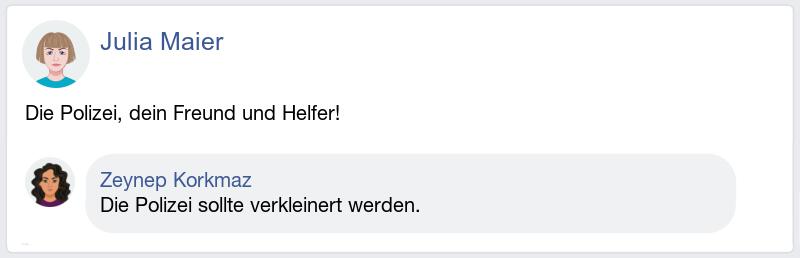 Julia Maier
Die Polizei, dein Freund und Helfer!
Zeynep Korkmaz
Die Polizei sollte verkleinert werden.